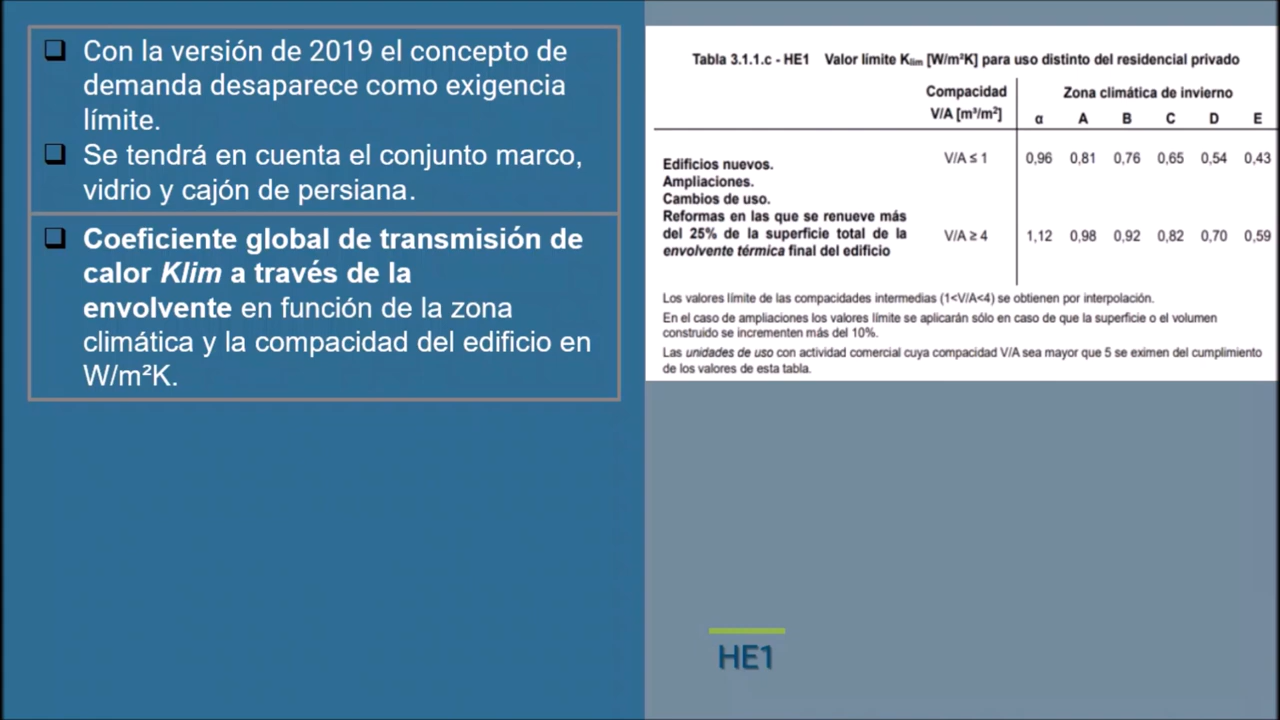 ❑ Con la versión de 2019 el concepto de
demanda desaparece como exigencia
límite.
❑ Se tendrá en cuenta el conjunto marco,
vidrio y cajón de persiana.
❑ Coeficiente global de transmisión de
calor Klim a través de la
envolvente en función de la zona
climática y la compacidad del edificio en
W/m²K.
Tabla 3.1.1.c - HE1 Valor límite Klim [W/m²K] para uso distinto del residencial privado
Compacidad
V/A [m³/m²]
Zona climática de invierno
α A B C D E
Edificios nuevos.
Ampliaciones.
Cambios de uso.
Reformas en las que se renueve más
del 25% de la superficie total de la
envolvente térmica final del edificio
V/A ≤ 1 0,96 0,81 0,76 0,65 0,54 0,43
V/A ≥ 4 1,12 0,98 0,92 0,82 0,70 0,59
Los valores límite de las compacidades intermedias (1<V/A<4) se obtienen por interpolación.
En el caso de ampliaciones los valores límite se aplicarán sólo en caso de que la superficie o el volumen
construido se incrementen más del 10%.
Las unidades de uso con actividad comercial cuya compacidad V/A sea mayor que 5 se eximen del cumplimiento
de los valores de esta tabla.
HE1